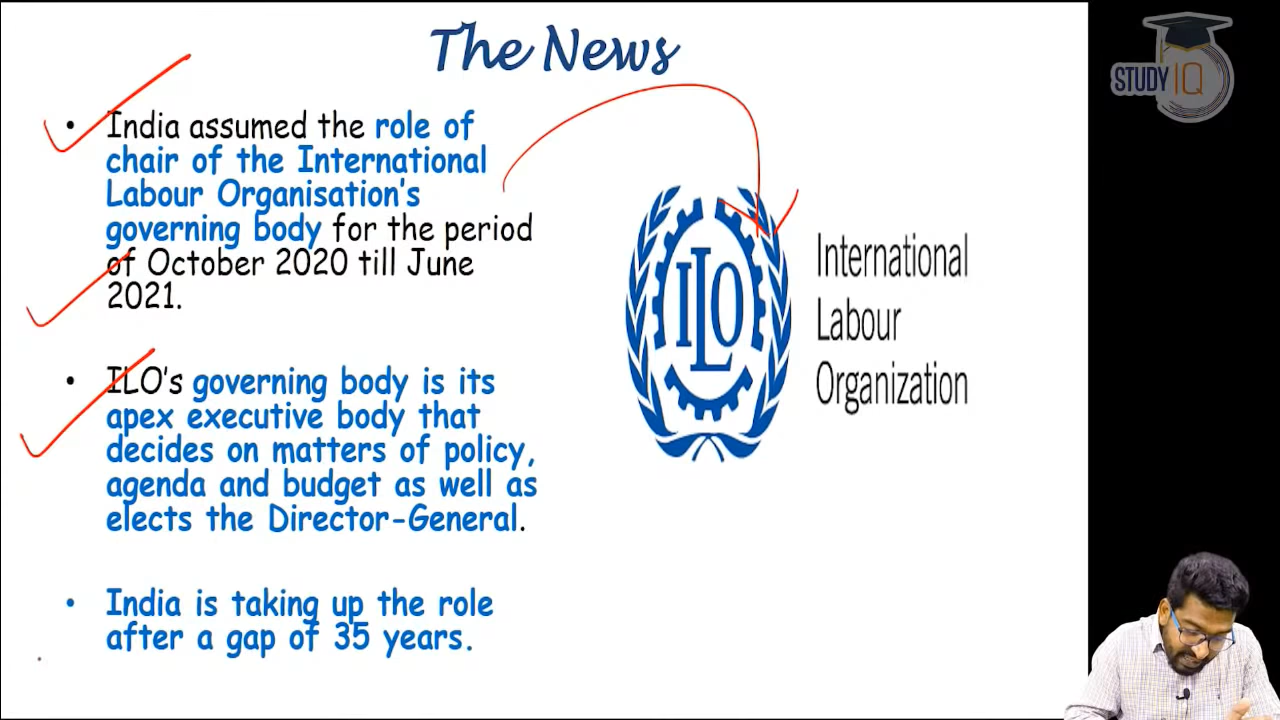 The News
STUDY IQ
• India assumed the role of
chair of the International
Labour Organisation's
governing body for the period
of October 2020 till June
2021.
• ILO's governing body is its
apex executive body that
decides on matters of policy,
agenda and budget as well as
elects the Director-General.
• India is taking up the role
after a gap of 35 years.
ILO
International
Labour
Organization